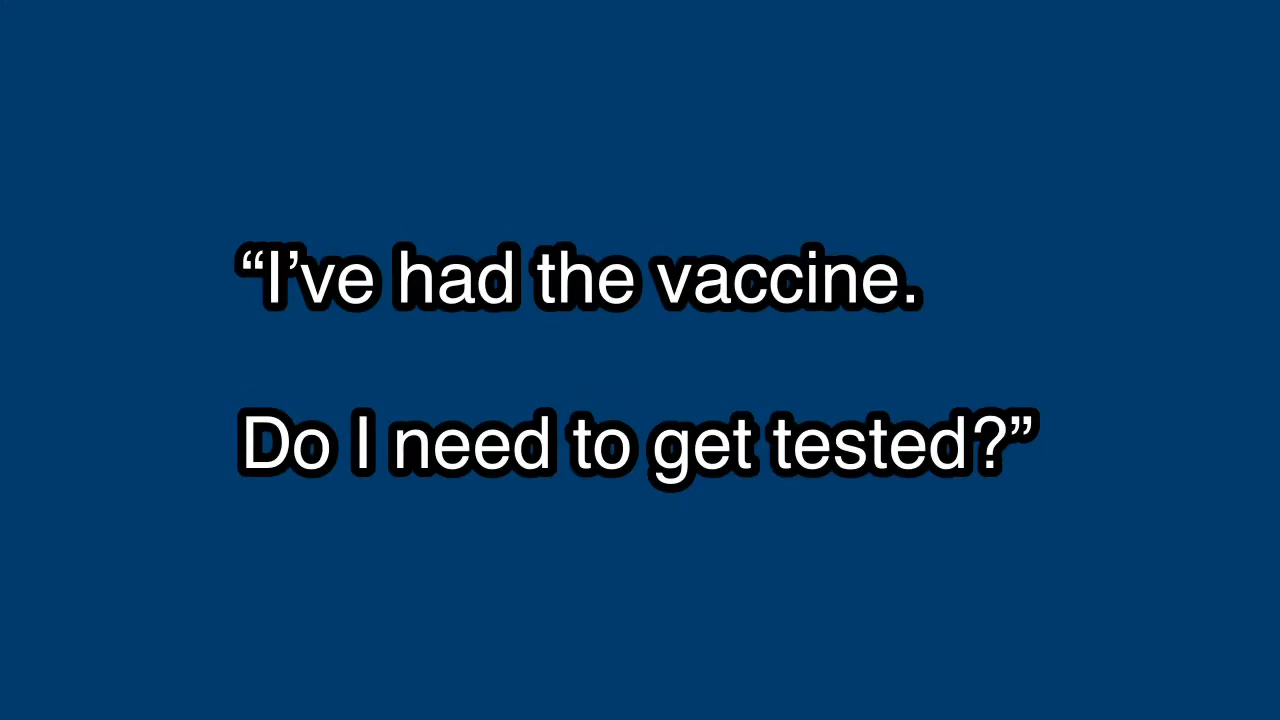 “I’ve had the vaccine.
Do I need to get tested?”